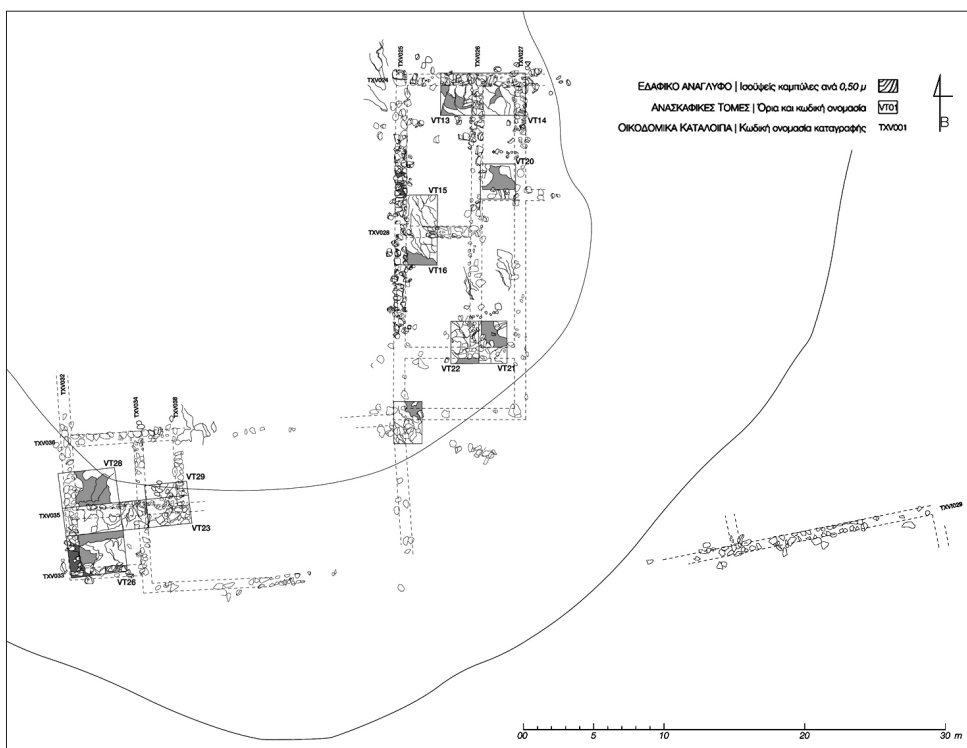 ΕΔΑΦΙΚΟ ΑΝΑΓΛΥΦΟ | Ισοϋψείς καμπύλες ανά 0,50 μ
ΑΝΑΣΚΑΦΙΚΕΣ ΤΟΜΕΣ | Όρια και κωδική ονομασία VT01
ΟΙΚΟΔΟΜΙΚΑ ΚΑΤΑΛΟΙΠΑ | Κωδική ονομασία καταγραφής TXV001
B
TXV025
TXV026
TXV027
TXV024
VT13
VT14
VT20
VT15
TXV028
VT16
VT22
VT21
TXV032
TXV034
TXV038
TXV036
VT28
VT29
TXV035
VT23
TXV033
VT26
TXV1029
00 5 10 20 30 m